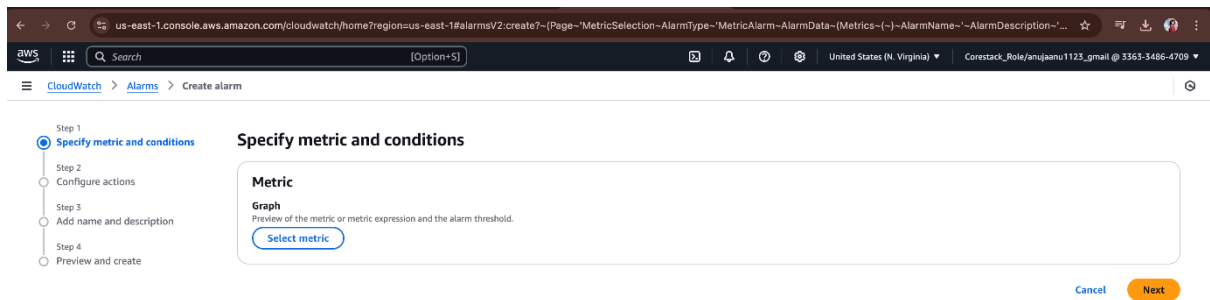 us-east-1.console.aws.amazon.com/cloudwatch/home?region=us-east-1#alarmsV2:create?~(Page~'MetricSelection~AlarmType~'MetricAlarm~AlarmData~(Metrics~(~)~AlarmName~'~AlarmDescription~'...
aws Search [Option+S] United States (N. Virginia) ▼ Corestack_Role/anujaanu1123_gmail @ 3363-3486-4709 ▼
CloudWatch > Alarms > Create alarm
Step 1
Specify metric and conditions
Step 2
Configure actions
Step 3
Add name and description
Step 4
Preview and create
Specify metric and conditions
Metric
Graph
Preview of the metric or metric expression and the alarm threshold.
Select metric
Cancel Next